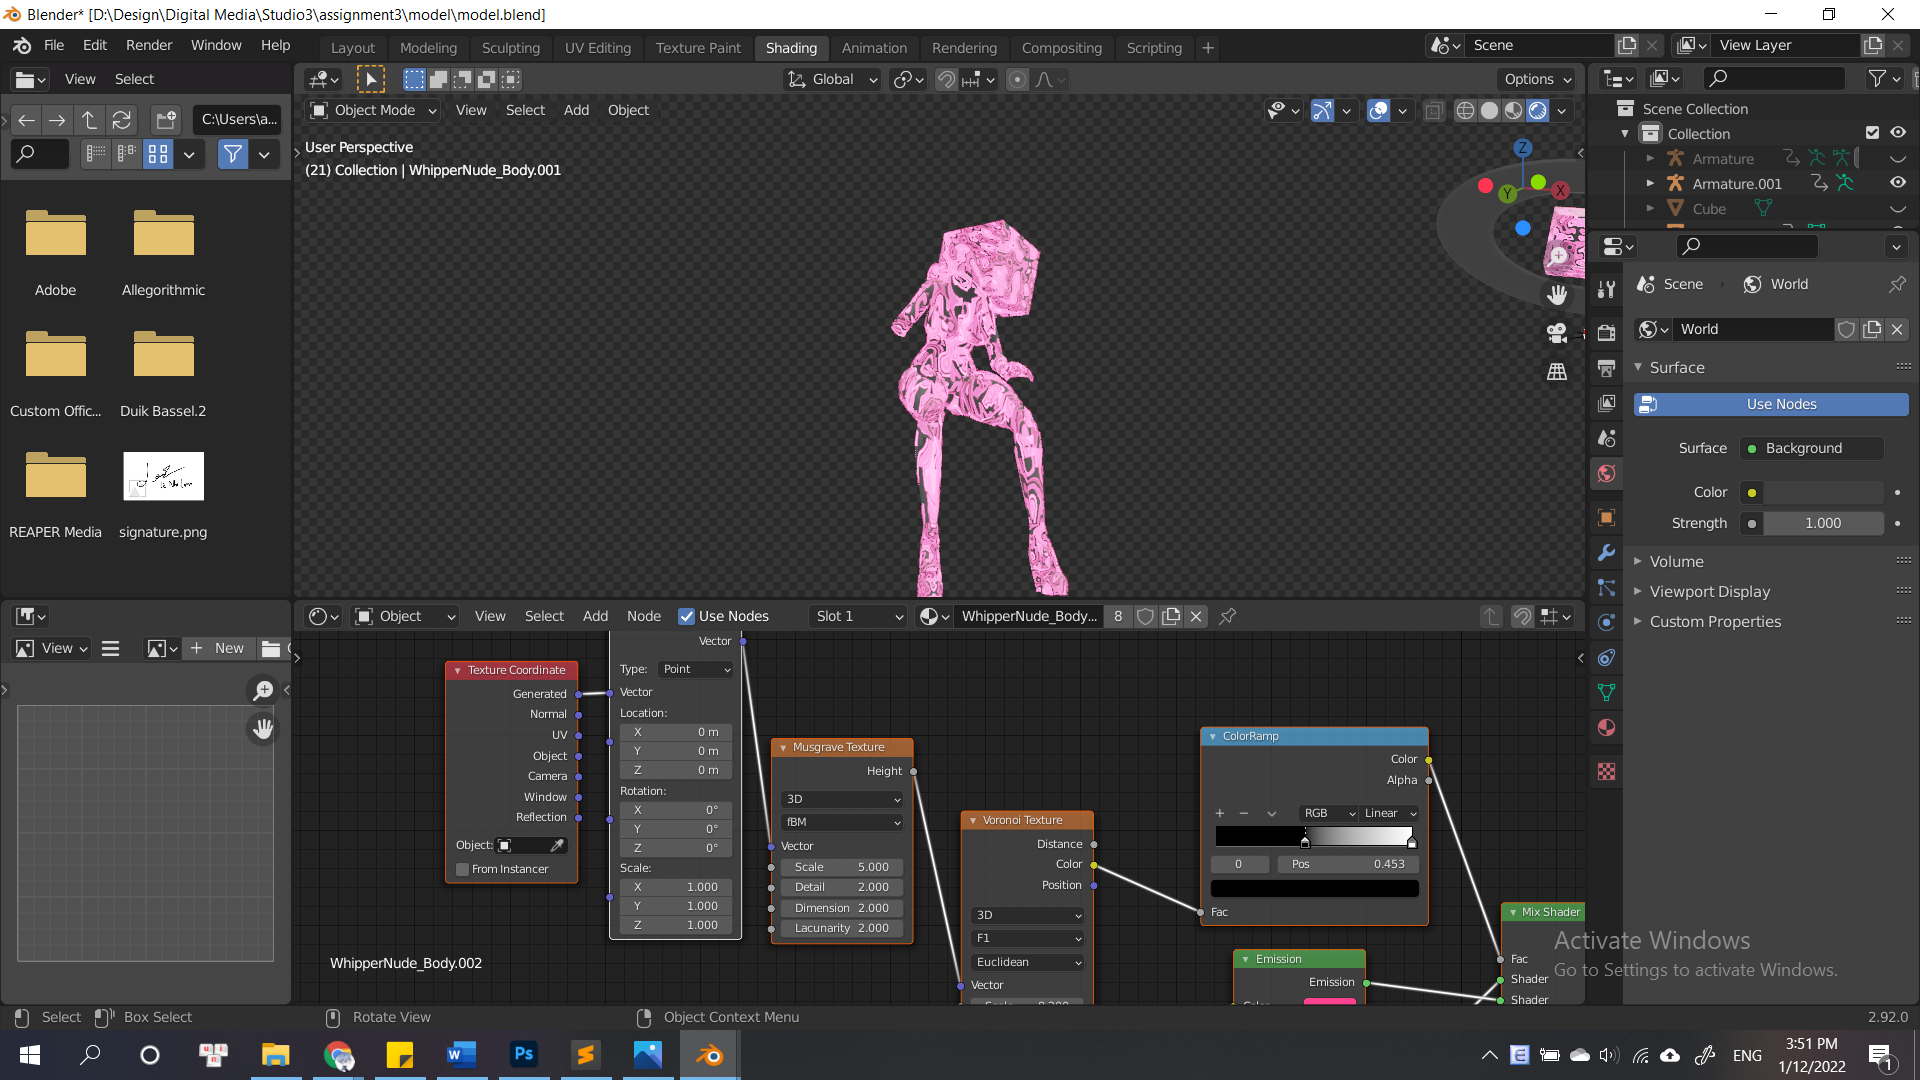 Blender* [D:\Design\Digital Media\Studio3\assignment3\model\model.blend]
File Edit Render Window Help
Layout Modeling Sculpting UV Editing Texture Paint Shading Animation Rendering Compositing Scripting +
Scene
View Layer
View Select
Global
Options
C:\Users\a...
Object Mode View Select Add Object
User Perspective
(21) Collection | WhipperNude_Body.001
Z
Y
X
Scene Collection
Collection
Armature
Armature.001
Cube
Adobe
Allegorithmic
Custom Offic...
Duik Bassel.2
REAPER Media
signature.png
Scene
World
World
Surface
Use Nodes
Surface
Background
Color
Strength
1.000
Volume
Viewport Display
Custom Properties
View
New
Object
View Select Add Node
Use Nodes
Slot 1
WhipperNude_Body...
8
Texture Coordinate
Generated
Normal
UV
Object
Camera
Window
Reflection
Object:
From Instancer
Vector
Type: Point
Vector
Location:
X 0 m
Y 0 m
Z 0 m
Rotation:
X 0°
Y 0°
Z 0°
Scale:
X 1.000
Y 1.000
Z 1.000
Musgrave Texture
Height
3D
fBM
Vector
Scale 5.000
Detail 2.000
Dimension 2.000
Lacunarity 2.000
Voronoi Texture
Distance
Color
Position
3D
F1
Euclidean
Vector
ColorRamp
Color
Alpha
RGB Linear
0 Pos 0.453
Fac
Emission
Emission
Mix Shader
Fac
Shader
Shader
WhipperNude_Body.002
Activate Windows
Go to Settings to activate Windows.
Select Box Select Rotate View Object Context Menu 2.92.0
ENG
3:51 PM
1/12/2022
1